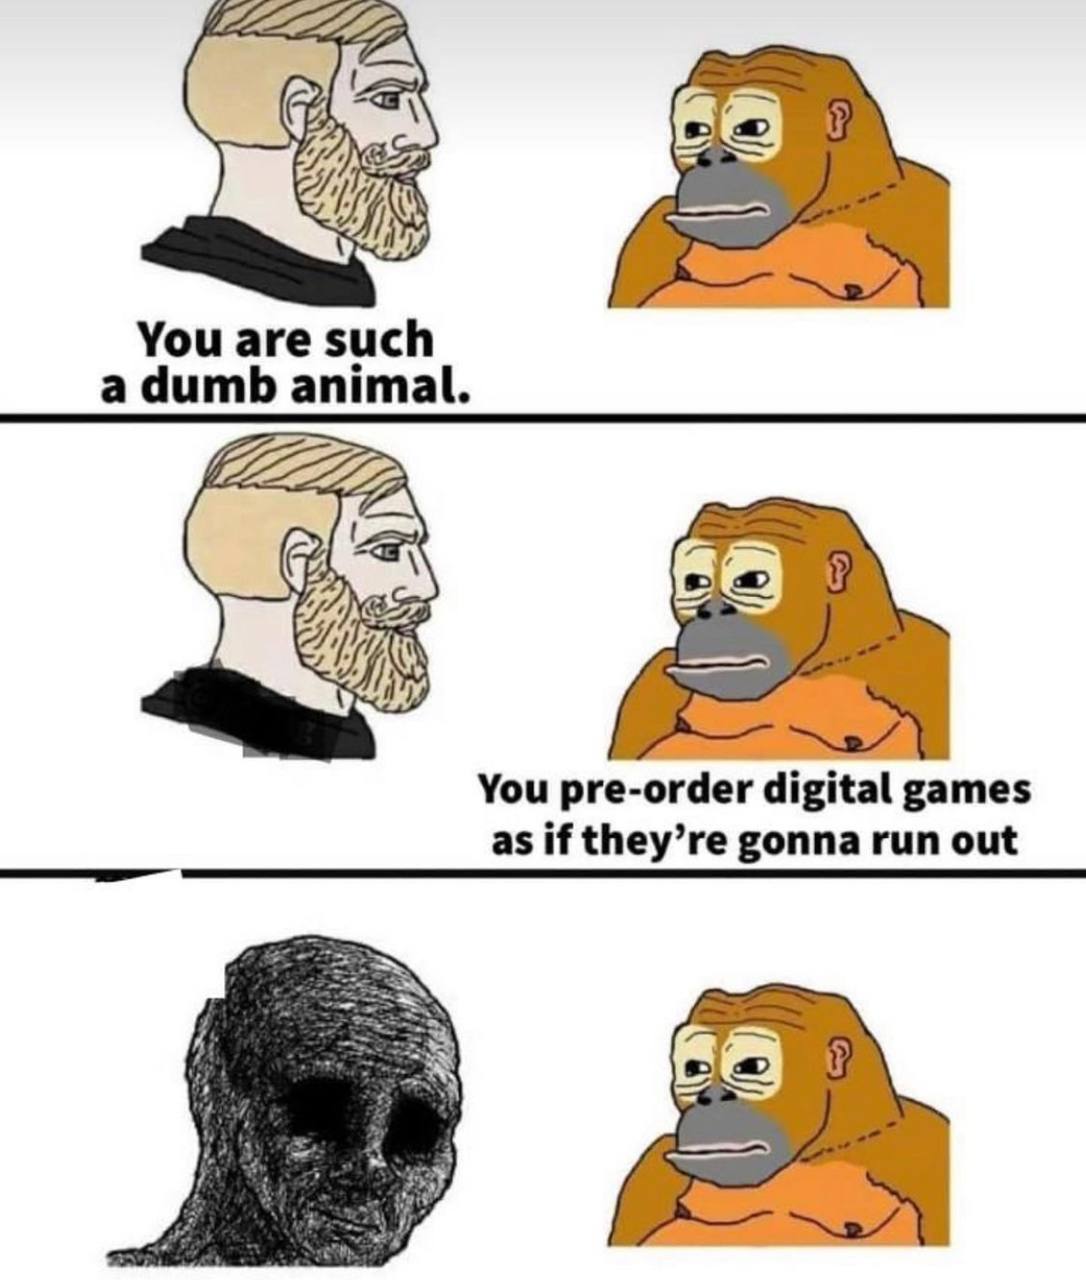 You are such
a dumb animal.
You pre-order digital games
as if they’re gonna run out